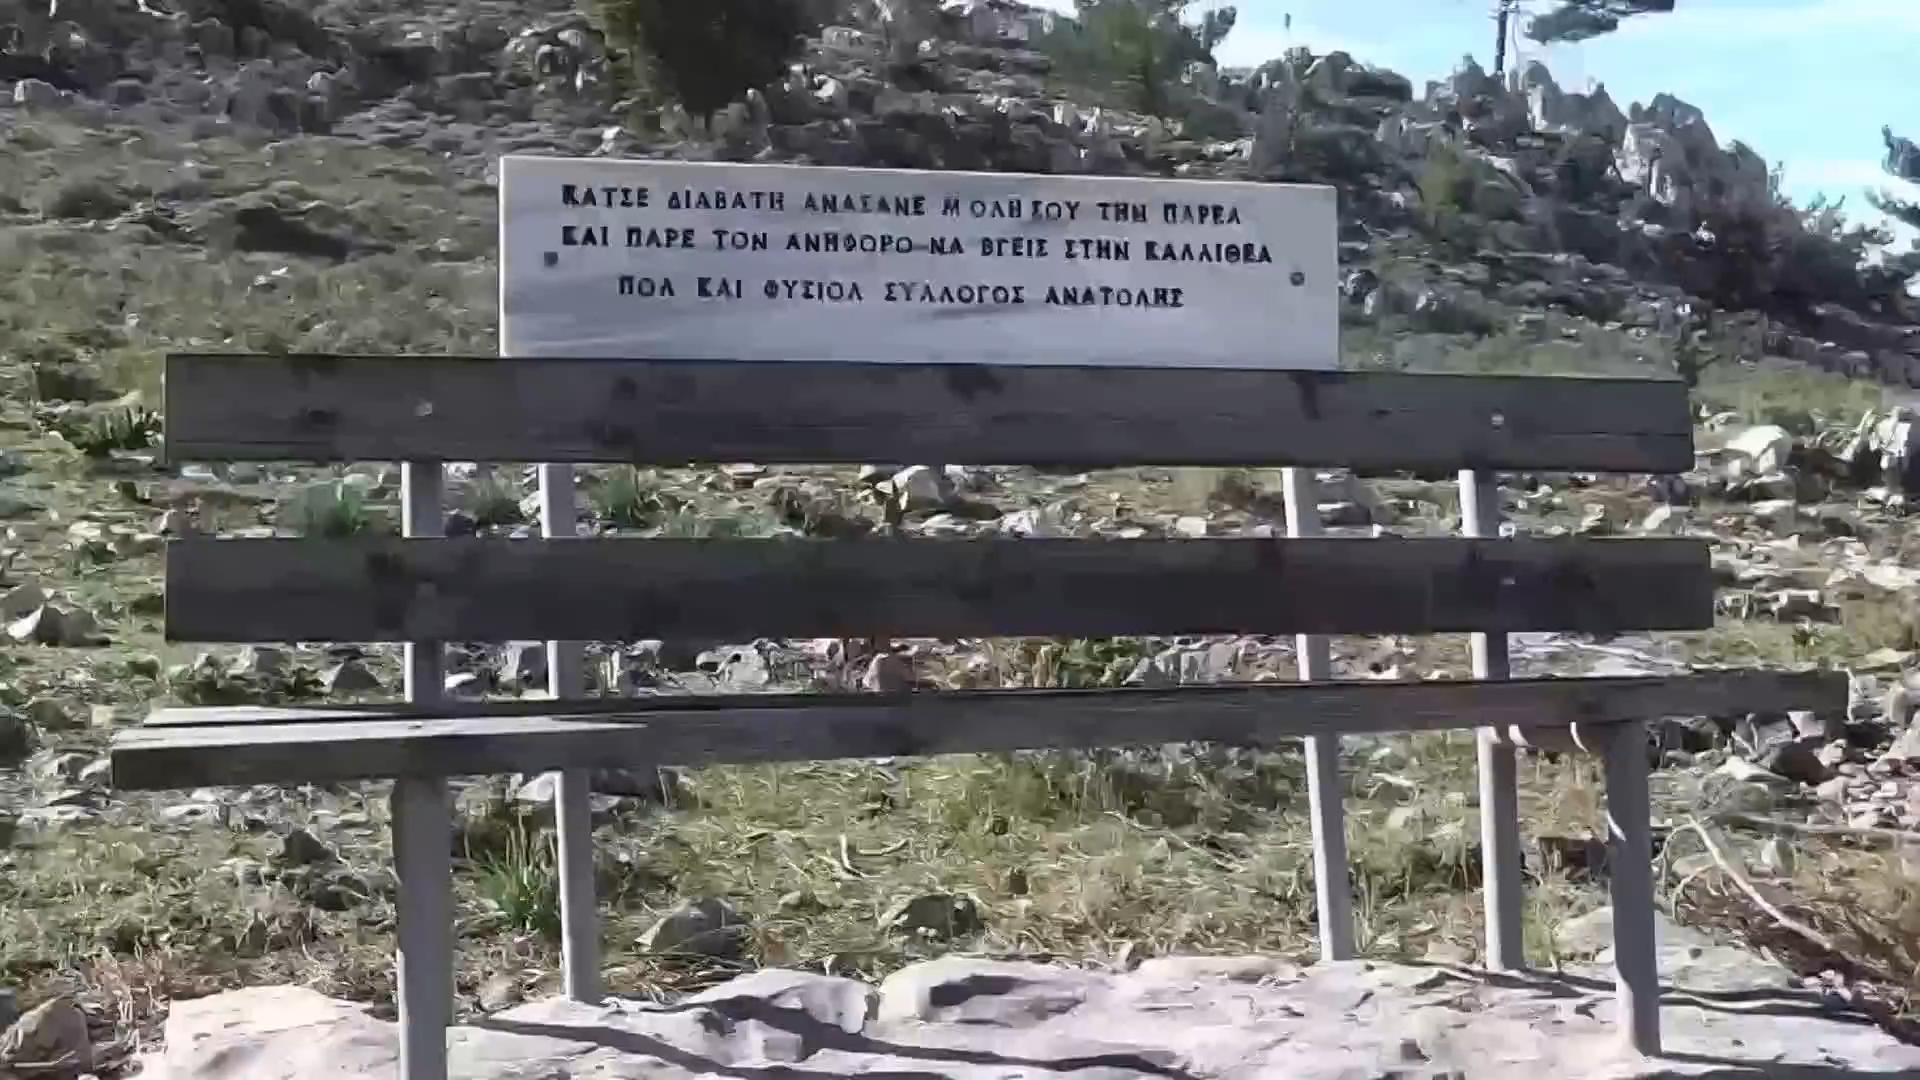 ΚΑΤΣΕ ΔΙΑΒΑΤΗ ΑΝΑΣΑΝΕ Μ ΟΛΗ ΣΟΥ ΤΗΝ ΠΑΡΕΑ
ΚΑΙ ΠΑΡΕ ΤΟΝ ΑΝΗΦΟΡΟ ΝΑ ΒΓΕΙΣ ΣΤΗΝ ΚΑΛΛΙΘΕΑ
ΠΟΛ ΚΑΙ ΦΥΣΙΟΛ ΣΥΛΛΟΓΟΣ ΑΝΑΤΟΛΗΣ